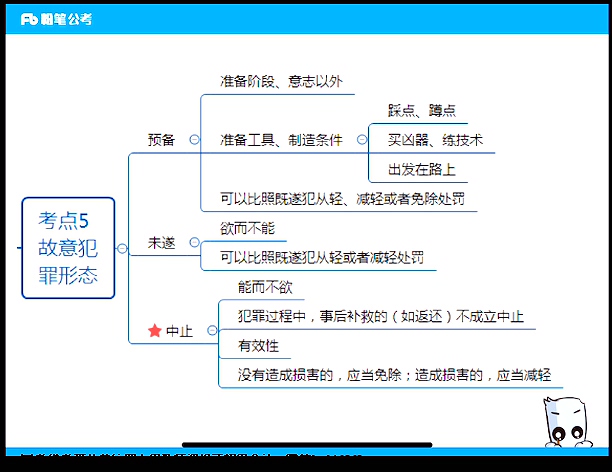 粉笔公考
准备阶段、意志以外
踩点、蹲点
预备
准备工具、制造条件
买凶器、练技术
出发在路上
可以比照既遂犯从轻、减轻或者免除处罚
考点5
故意犯
罪形态
未遂
欲而不能
可以比照既遂犯从轻或者减轻处罚
能而不欲
犯罪过程中，事后补救的（如返还）不成立中止
中止
有效性
没有造成损害的，应当免除；造成损害的，应当减轻